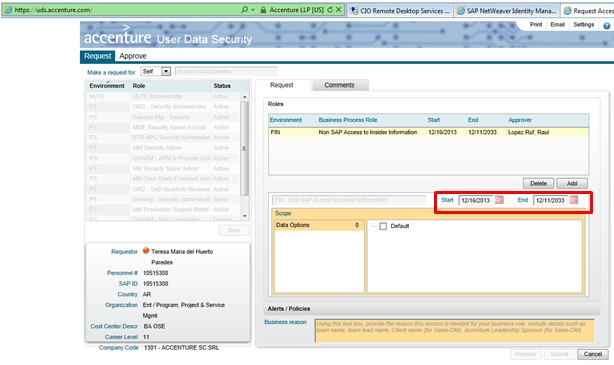 https://uds.accenture.com/
Accenture LLP [US]
CIO Remote Desktop Services ...
SAP NetWeaver Identity Mana...
Request Acces
Print Email Settings
accenture User Data Security
Request Approve
Make a request for: Self teresa.maria.paredes
Environment Role Status
MyTE MyTE Administrator Active
PS GRC - Security Administrator Active
PS Solution Mgr - Security Active
PS MME Security Admin Access Active
PS RTR BPC Security Administrat Active
PS MM Security Admin Active
PS CHARM - APM & Process and Active
PS MM Security Super Admin Active
PS MM Tech Team Extended Acc Active
PS GRC - SoD Quarterly Reviewe Active
PS Security - Security Administrat Active
PS MM Production Support Batch Active
New
Requestor Teresa Maria del Huerto Paredes
Personnel # 10515308
SAP ID 10515308
Country AR
Organization Ent / Program, Project & Service Mgmt
Cost Center Descr BA OSE
Career Level 11
Company Code 1301 - ACCENTURE SC SRL
Request Comments
Roles
Environment Business Process Role Start End Approver
FIN Non SAP Access to Insider Information 12/16/2013 12/11/2033 Lopez Ruf, Raul
Delete Add
FIN : Non SAP Access to Insider Information Start 12/16/2013 End 12/11/2033
Scope
Data Options 0
Default
Alerts / Policies
Business reason
Using this text box, provide the reason this access is needed for your business role. Include details such as
team name, team lead name, Client name (for Sales-OM), Accenture Leadership Sponsor (for Sales-OM)
Remove Submit Cancel